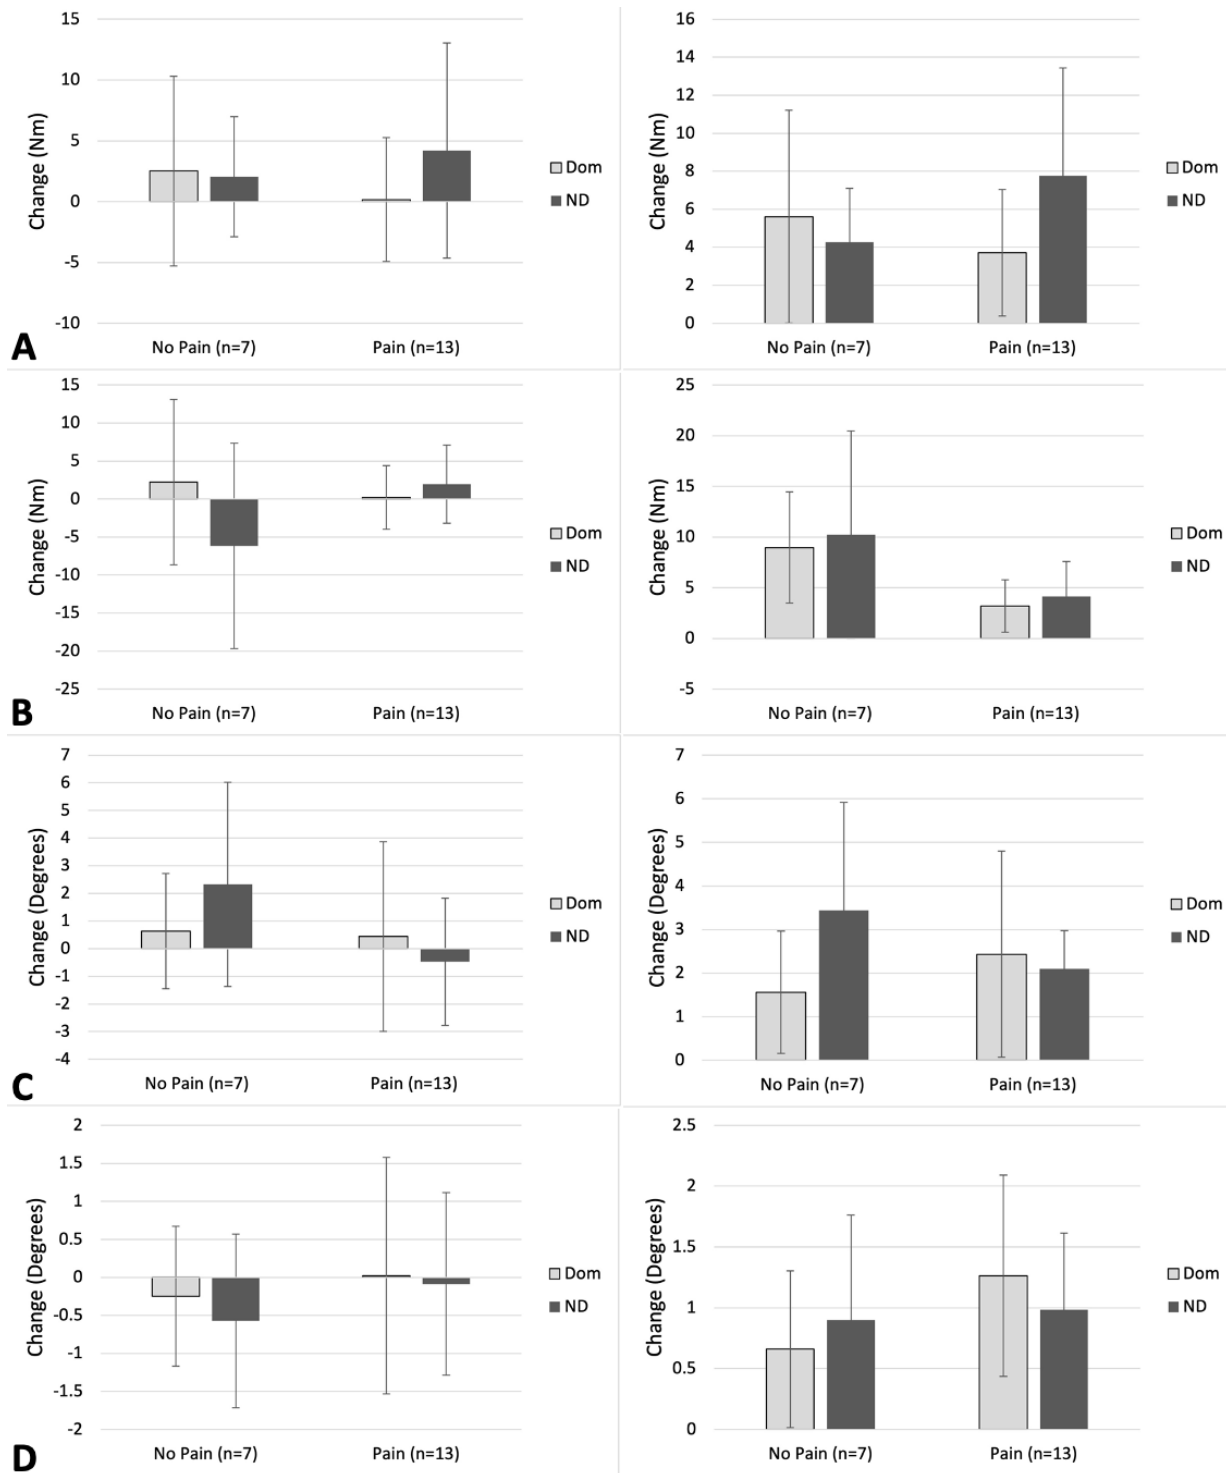 15
10
5
0
-5
-10
Change (Nm)
No Pain (n=7)
Pain (n=13)
Dom
ND
16
14
12
10
8
6
4
2
0
Change (Nm)
No Pain (n=7)
Pain (n=13)
Dom
ND
A
15
10
5
0
-5
-10
-15
-20
-25
Change (Nm)
No Pain (n=7)
Pain (n=13)
Dom
ND
25
20
15
10
5
0
-5
Change (Nm)
No Pain (n=7)
Pain (n=13)
Dom
ND
B
7
6
5
4
3
2
1
0
-1
-2
-3
-4
Change (Degrees)
No Pain (n=7)
Pain (n=13)
Dom
ND
7
6
5
4
3
2
1
0
Change (Degrees)
No Pain (n=7)
Pain (n=13)
Dom
ND
C
2
1.5
1
0.5
0
-0.5
-1
-1.5
-2
Change (Degrees)
No Pain (n=7)
Pain (n=13)
Dom
ND
2.5
2
1.5
1
0.5
0
Change (Degrees)
No Pain (n=7)
Pain (n=13)
Dom
ND
D